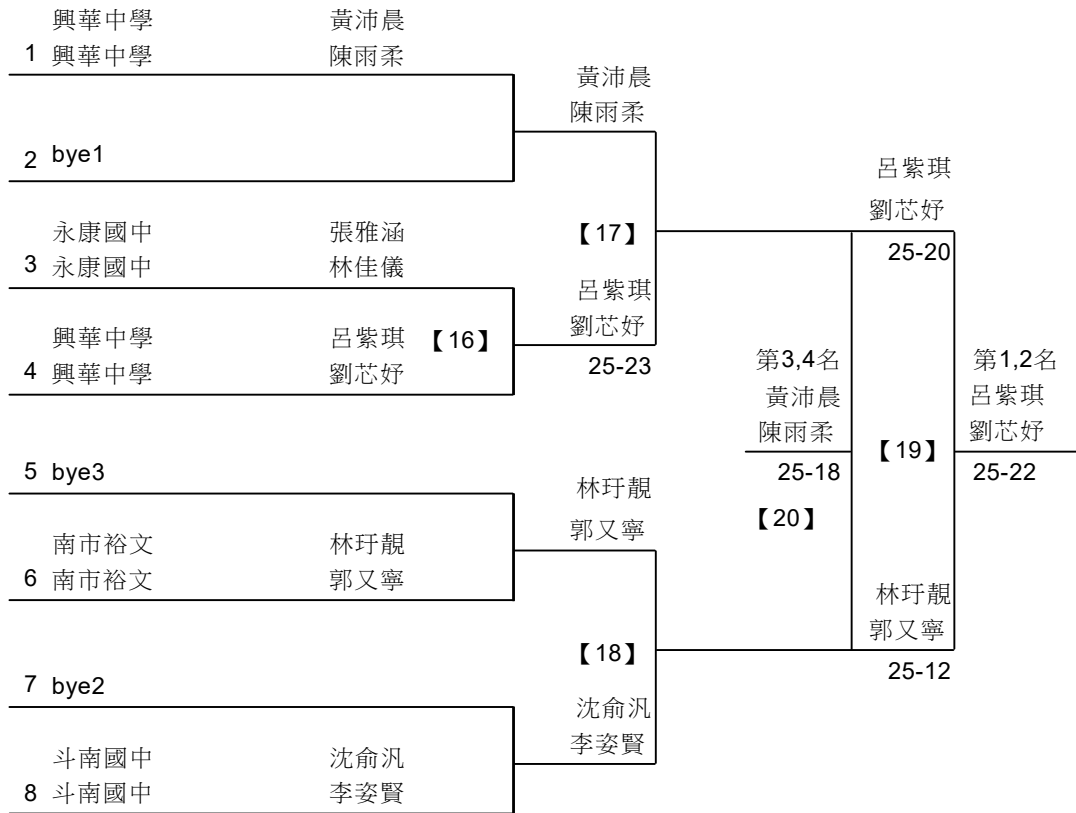 興華中學 黃沛晨
1 興華中學 陳雨柔
黃沛晨
陳雨柔
2 bye1
呂紫琪
劉芯妤
25-20
永康國中 張雅涵
3 永康國中 林佳儀
【17】
呂紫琪
劉芯妤
25-23
興華中學 呂紫琪 【16】
4 興華中學 劉芯妤
第3,4名
黃沛晨
陳雨柔
25-18
【20】
【19】
第1,2名
呂紫琪
劉芯妤
25-22
5 bye3
林玗靚
郭又寧
南市裕文 林玗靚
6 南市裕文 郭又寧
林玗靚
郭又寧
25-12
【18】
7 bye2
沈俞汎
李姿賢
斗南國中 沈俞汎
8 斗南國中 李姿賢